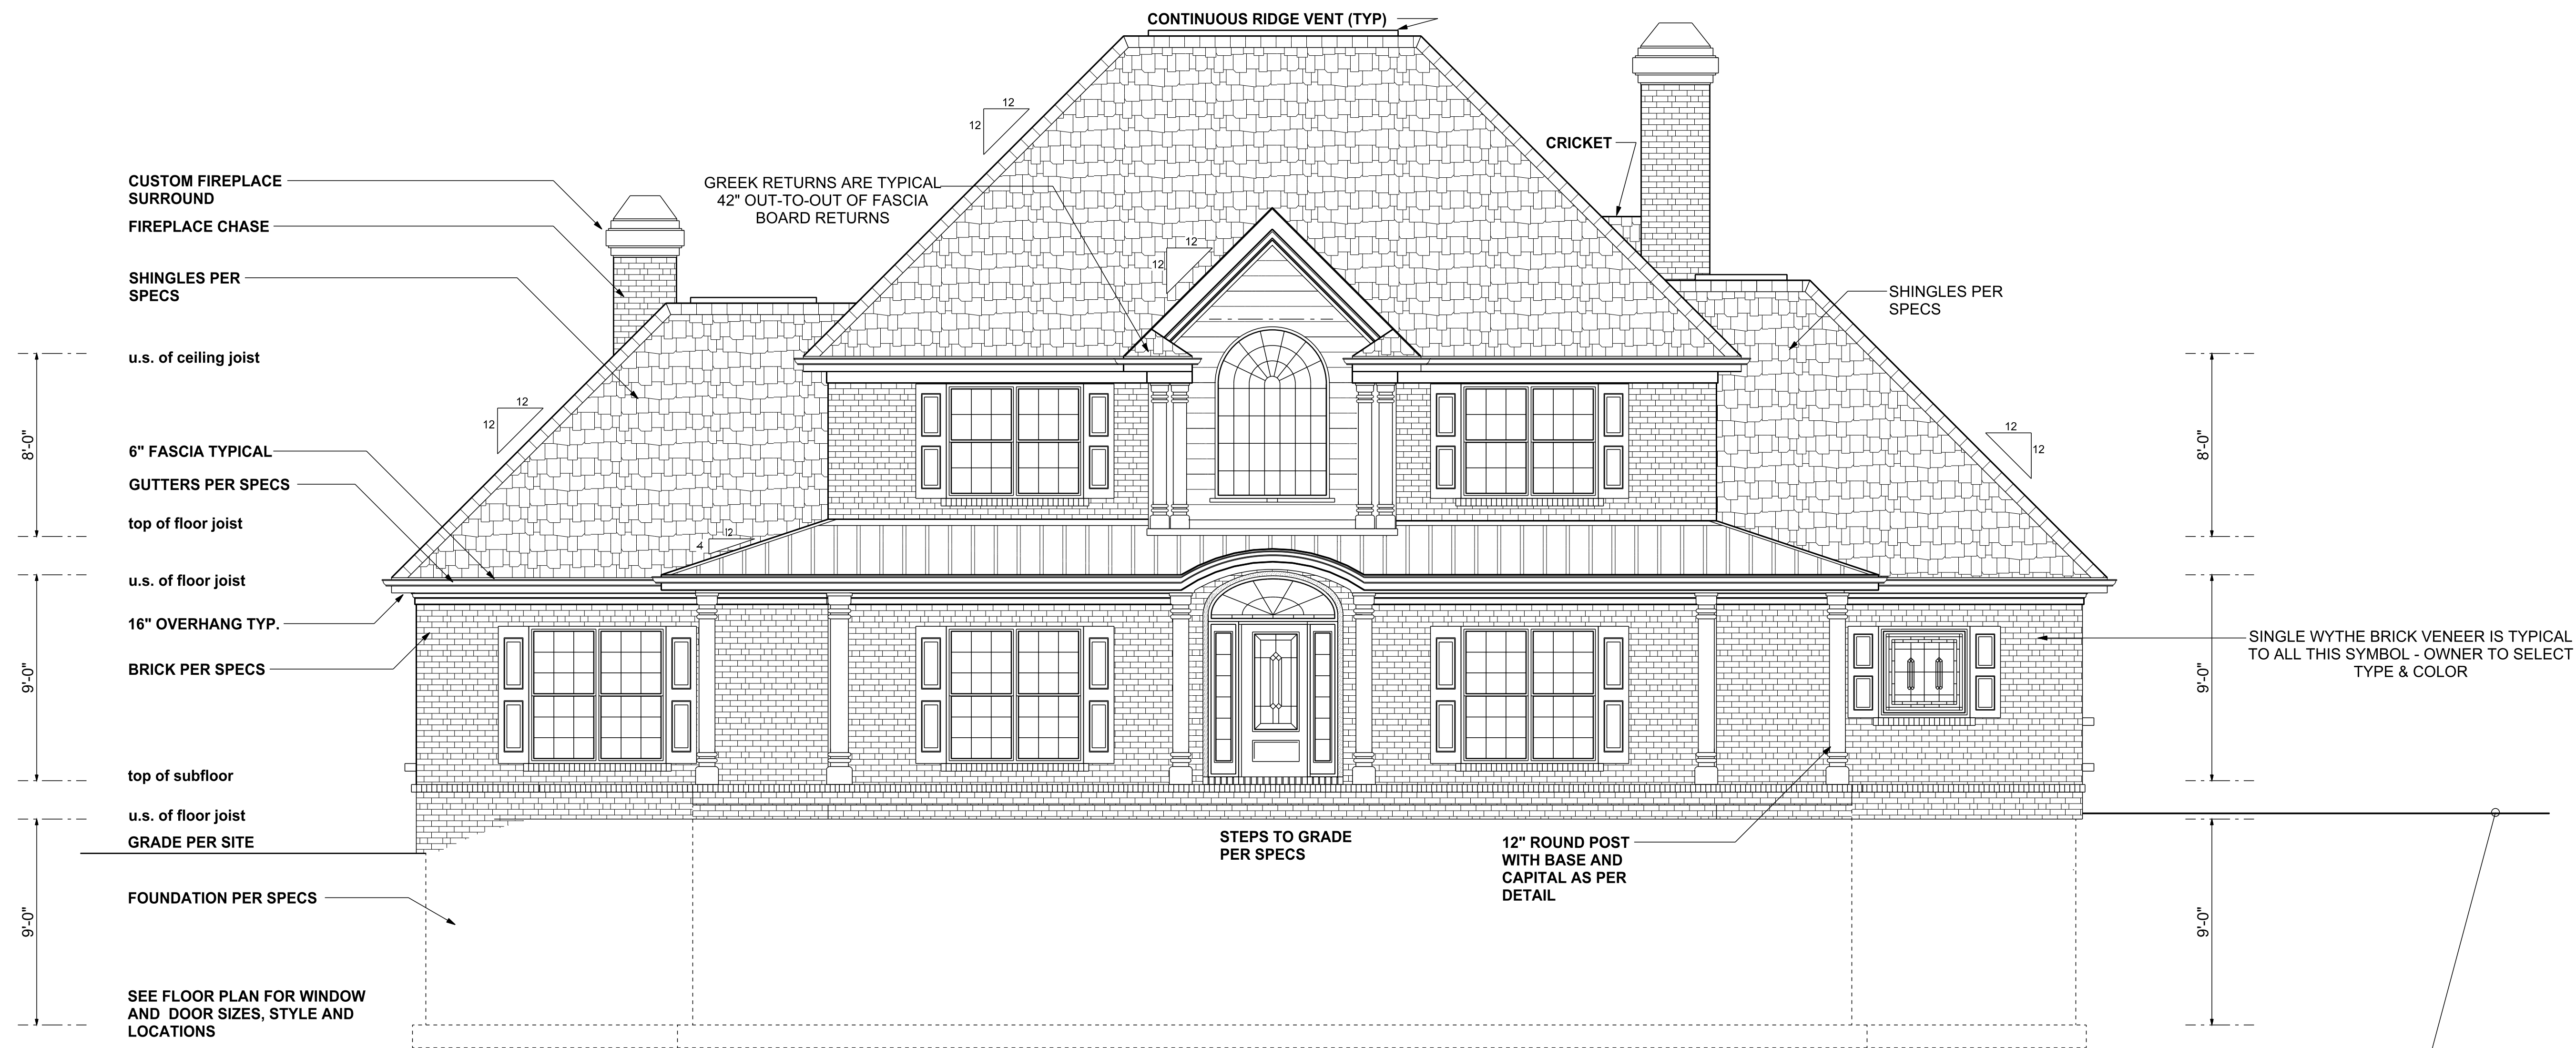 CONTINUOUS RIDGE VENT (TYP)
12
12
CRICKET
CUSTOM FIREPLACE
SURROUND
GREEK RETURNS ARE TYPICAL
42" OUT-TO-OUT OF FASCIA
BOARD RETURNS
FIREPLACE CHASE
12
12
SHINGLES PER
SPECS
SHINGLES PER
SPECS
u.s. of ceiling joist
12
12
12
12
8'-0"
8'-0"
6" FASCIA TYPICAL
GUTTERS PER SPECS
top of floor joist
12
4
u.s. of floor joist
16" OVERHANG TYP.
SINGLE WYTHE BRICK VENEER IS TYPICAL
TO ALL THIS SYMBOL - OWNER TO SELECT
TYPE & COLOR
BRICK PER SPECS
9'-0"
9'-0"
top of subfloor
u.s. of floor joist
GRADE PER SITE
STEPS TO GRADE
PER SPECS
12" ROUND POST
WITH BASE AND
CAPITAL AS PER
DETAIL
FOUNDATION PER SPECS
9'-0"
9'-0"
SEE FLOOR PLAN FOR WINDOW
AND  DOOR SIZES, STYLE AND
LOCATIONS